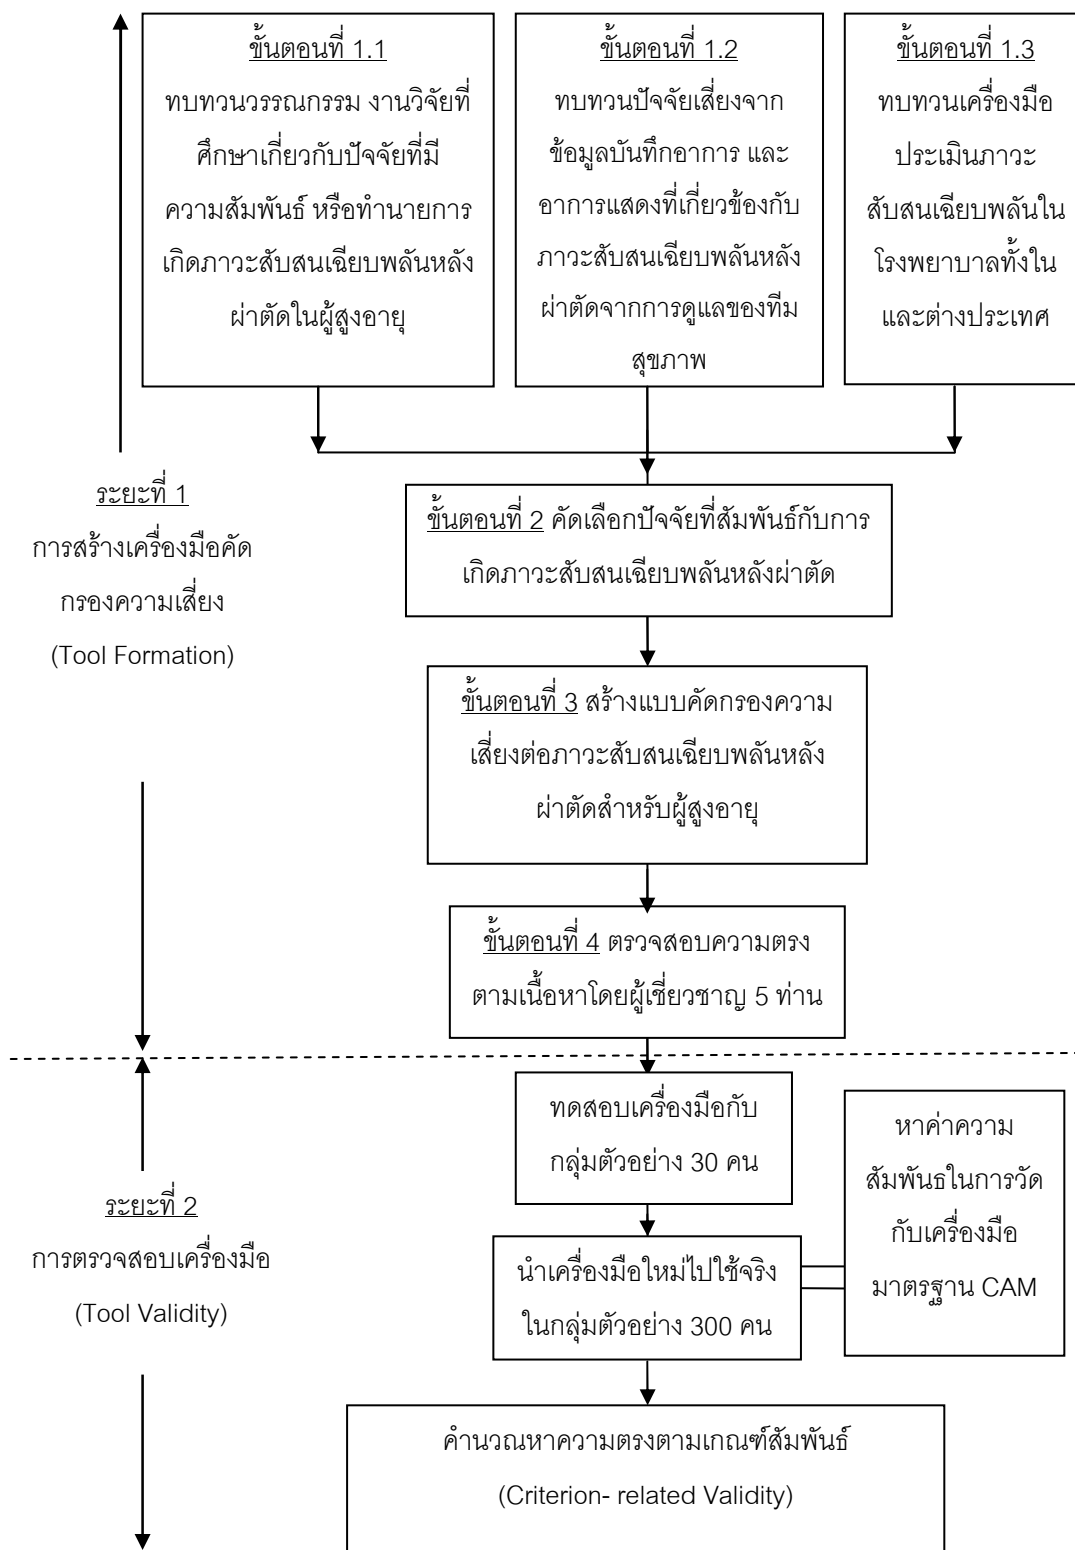 ขั้นตอนที่ 1.1
ทบทวนวรรณกรรม งานวิจัยที่
ศึกษาเกี่ยวกับปัจจัยที่มี
ความสัมพันธ์ หรือทำนายการ
เกิดภาวะสับสนเฉียบพลันหลัง
ผ่าตัดในผู้สูงอายุ
ขั้นตอนที่ 1.2
ทบทวนปัจจัยเสี่ยงจาก
ข้อมูลบันทึกอาการ และ
อาการแสดงที่เกี่ยวข้องกับ
ภาวะสับสนเฉียบพลันหลัง
ผ่าตัดจากการดูแลของทีม
สุขภาพ
ขั้นตอนที่ 1.3
ทบทวนเครื่องมือ
ประเมินภาวะ
สับสนเฉียบพลันใน
โรงพยาบาลทั้งใน
และต่างประเทศ
ระยะที่ 1
การสร้างเครื่องมือคัด
กรองความเสี่ยง
(Tool Formation)
ขั้นตอนที่ 2 คัดเลือกปัจจัยที่สัมพันธ์กับการ
เกิดภาวะสับสนเฉียบพลันหลังผ่าตัด
ขั้นตอนที่ 3 สร้างแบบคัดกรองความ
เสี่ยงต่อภาวะสับสนเฉียบพลันหลัง
ผ่าตัดสำหรับผู้สูงอายุ
ขั้นตอนที่ 4 ตรวจสอบความตรง
ตามเนื้อหาโดยผู้เชี่ยวชาญ 5 ท่าน
ระยะที่ 2
การตรวจสอบเครื่องมือ
(Tool Validity)
ทดสอบเครื่องมือกับ
กลุ่มตัวอย่าง 30 คน
นำเครื่องมือใหม่ไปใช้จริง
ในกลุ่มตัวอย่าง 300 คน
หาค่าความ
สัมพันธในการวัด
กับเครื่องมือ
มาตรฐาน CAM
คำนวณหาความตรงตามเกณฑ์สัมพันธ์
(Criterion- related Validity)